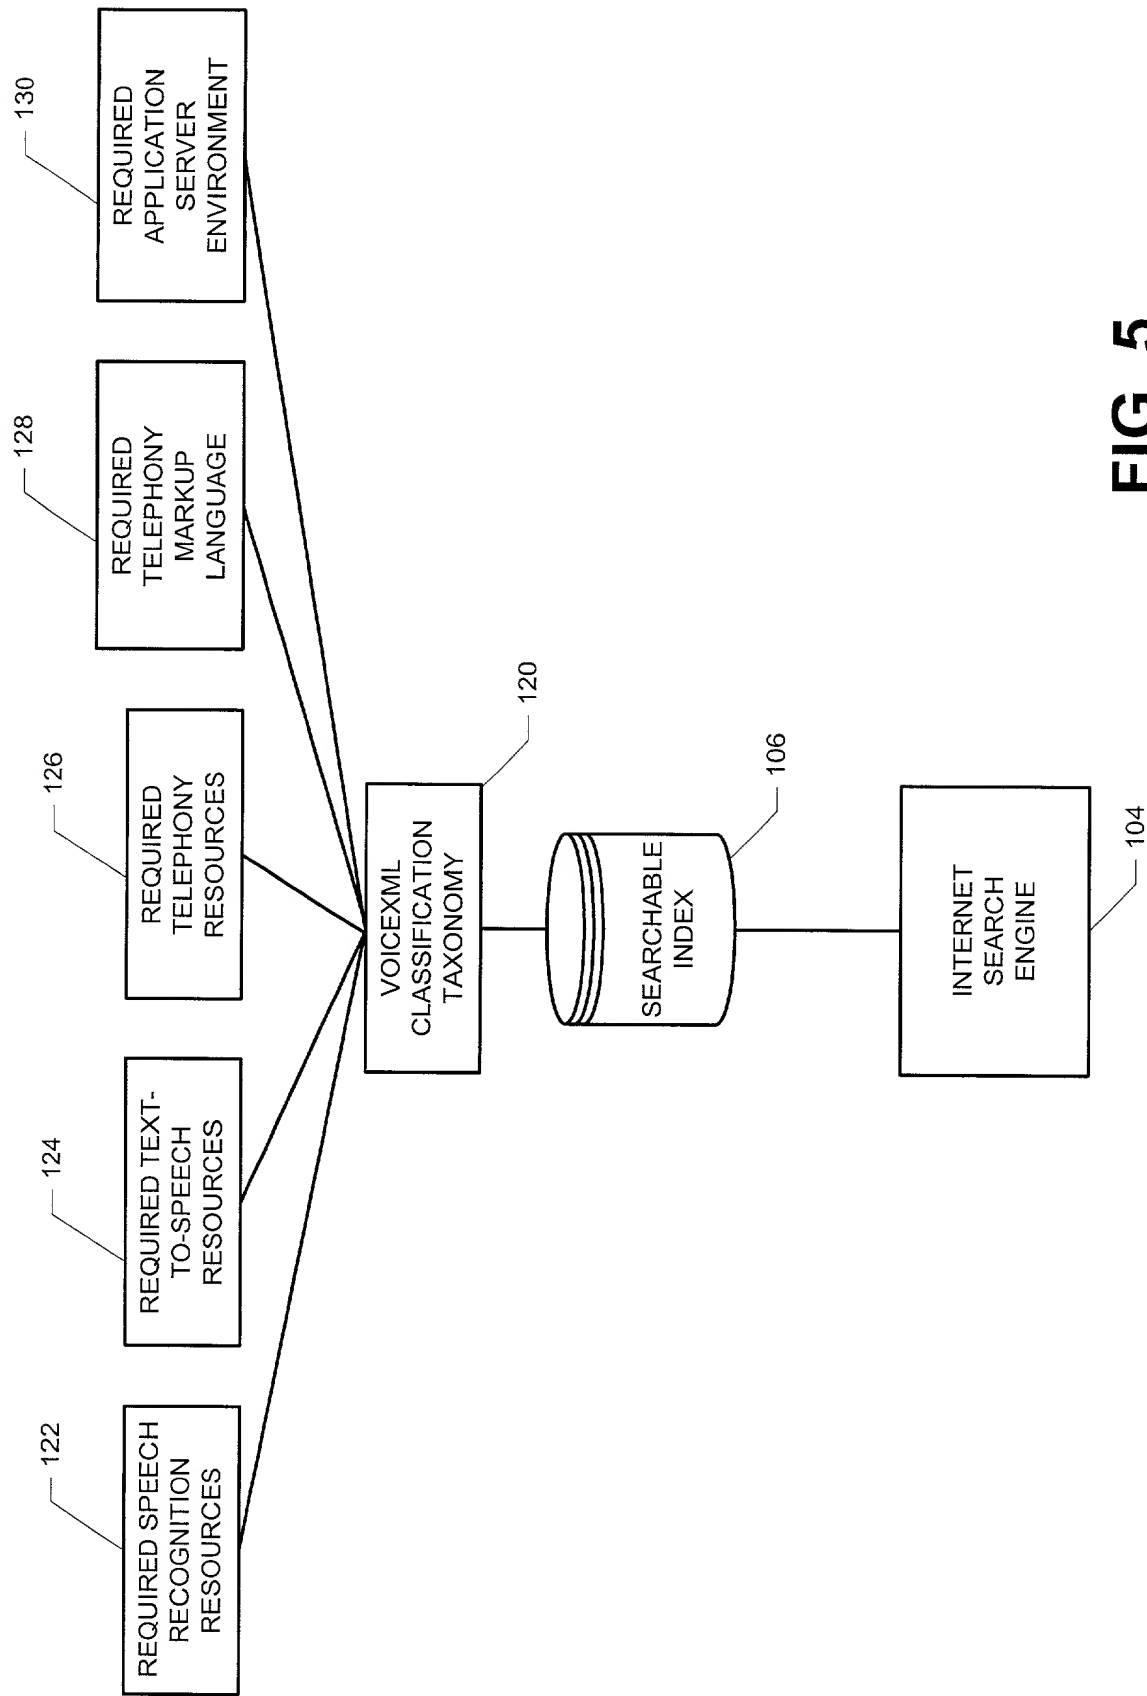 122
REQUIRED SPEECH
RECOGNITION
RESOURCES
124
REQUIRED TEXT-
TO-SPEECH
RESOURCES
126
REQUIRED
TELEPHONY
RESOURCES
128
REQUIRED
TELEPHONY
MARKUP
LANGUAGE
130
REQUIRED
APPLICATION
SERVER
ENVIRONMENT
VOICEXML
CLASSIFICATION
TAXONOMY
120
SEARCHABLE
INDEX
106
INTERNET
SEARCH
ENGINE
104
FIG. 5